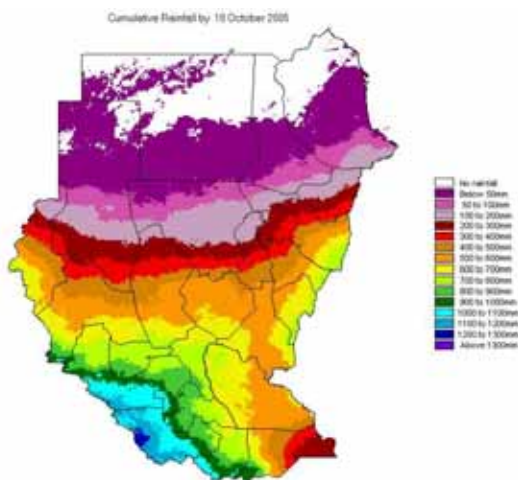 Cumulative Rainfall by 10 October 2005
No rainfall
Below 50mm
50 to 100mm
100 to 200mm
200 to 300mm
300 to 400mm
400 to 500mm
500 to 600mm
600 to 700mm
700 to 800mm
800 to 900mm
900 to 1000mm
1000 to 1100mm
1100 to 1200mm
1200 to 1300mm
Above 1300mm